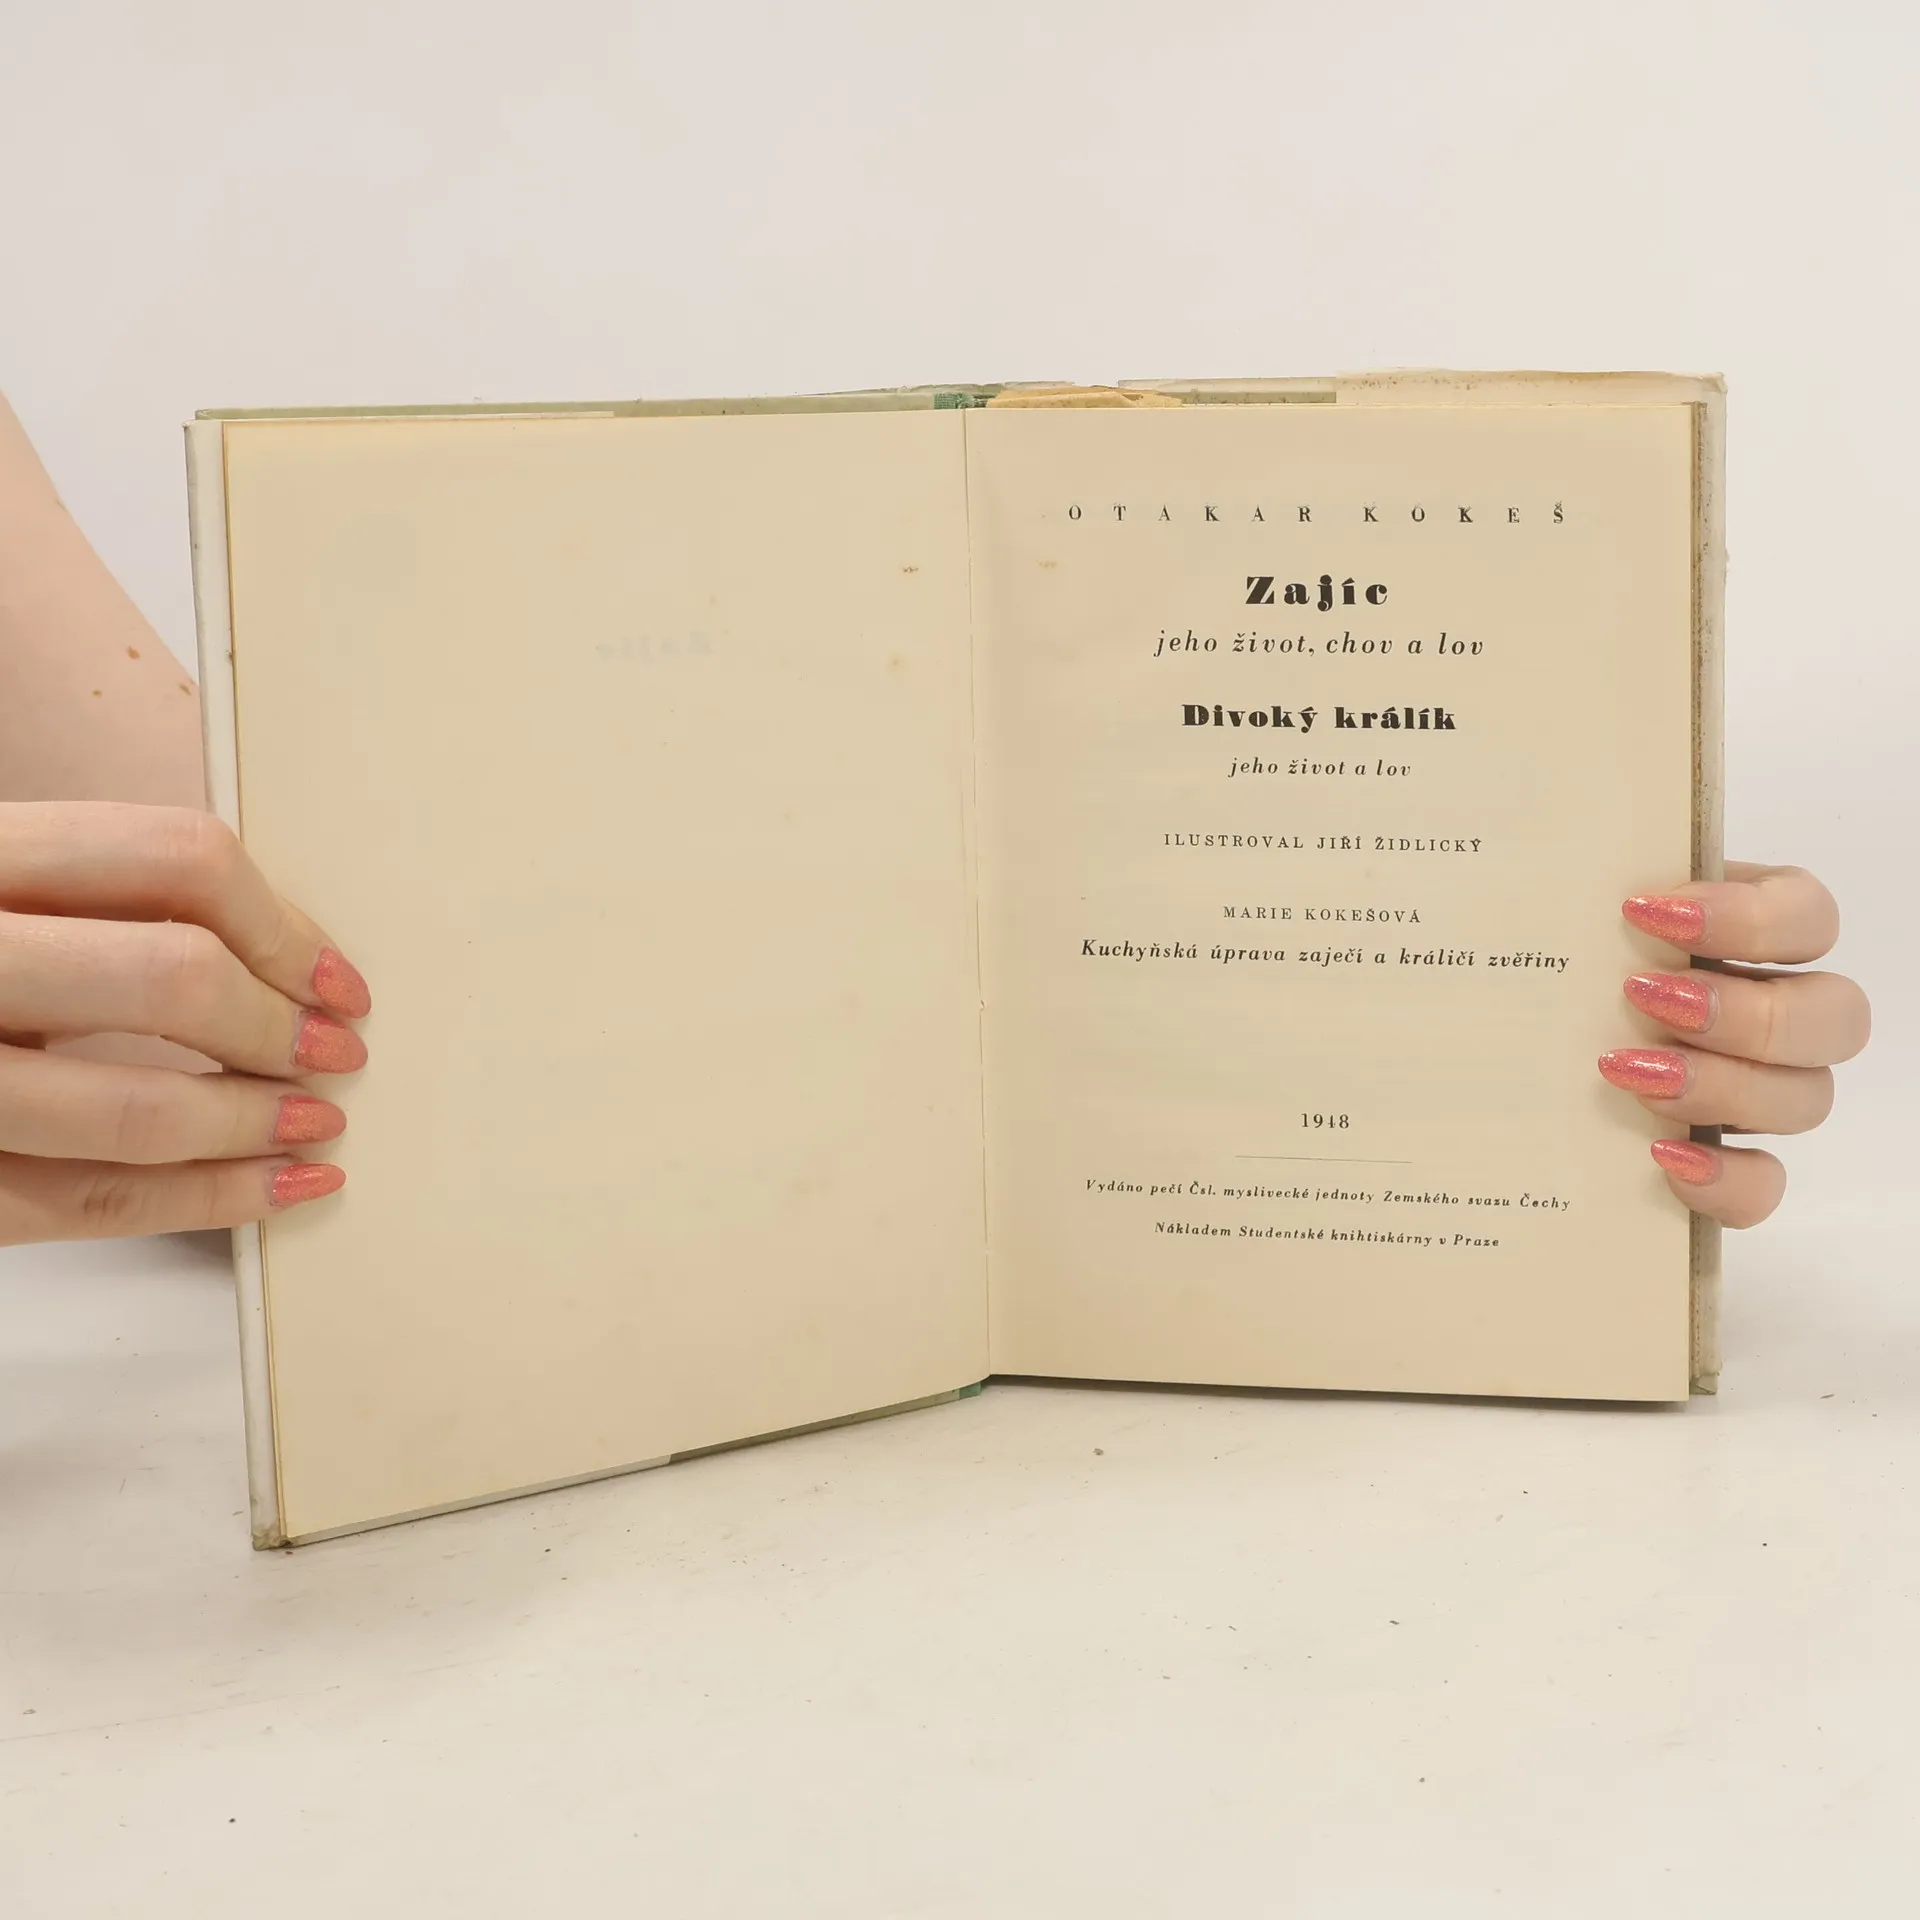 OTAKAR KOKEŠ
Zajíc
jeho život, chov a lov
Divoký králík
jeho život a lov
ILUSTROVAL JIŘÍ ŽIDLICKÝ
MARIE KOKEŠOVÁ
Kuchyňská úprava zaječí a králičí zvěřiny
1948
Vydáno pečí Čsl. myslivecké jednoty Zemského svazu Čechy
Nákladem Studentské knihtiskárny v Praze